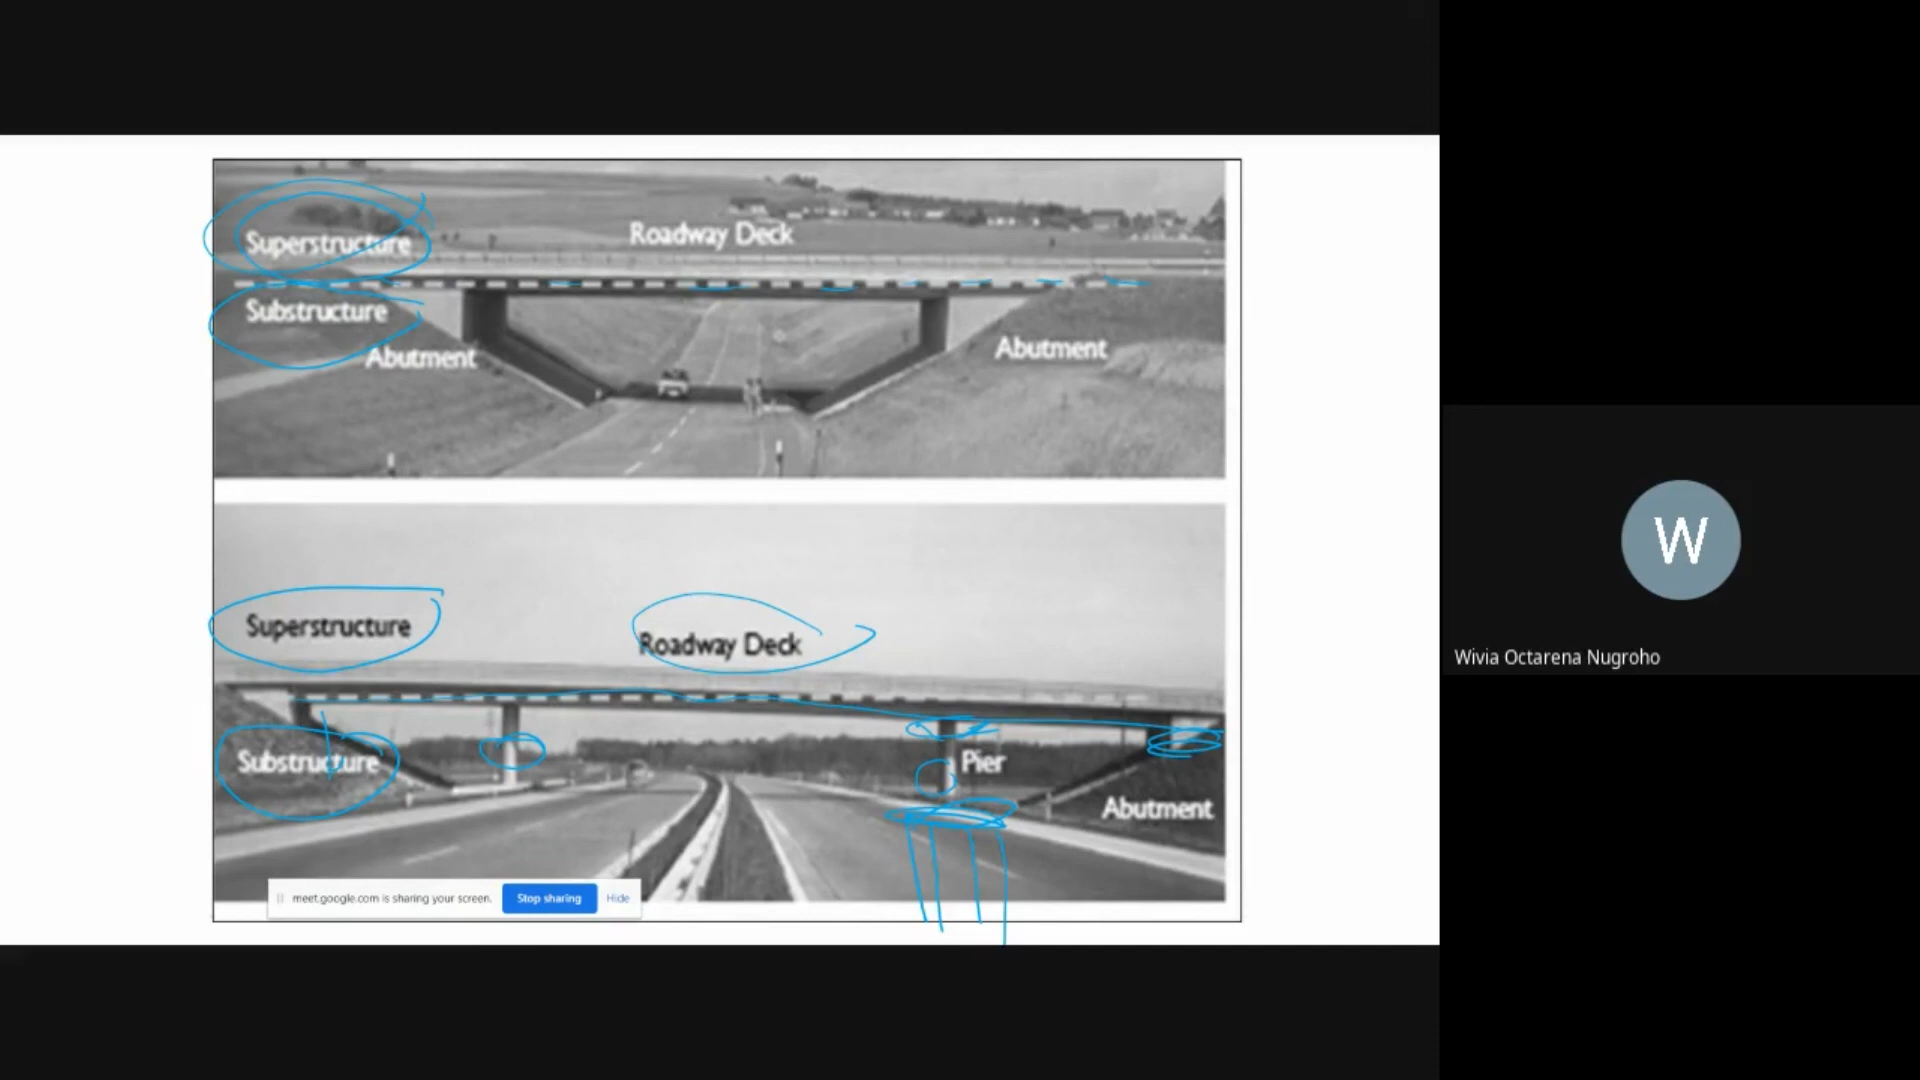 Superstructure
Roadway Deck
Substructure
Abutment
Abutment
Superstructure
Roadway Deck
Substructure
Pier
Abutment
meet.google.com is sharing your screen.
Stop sharing
Hide
W
Wivia Octarena Nugroho